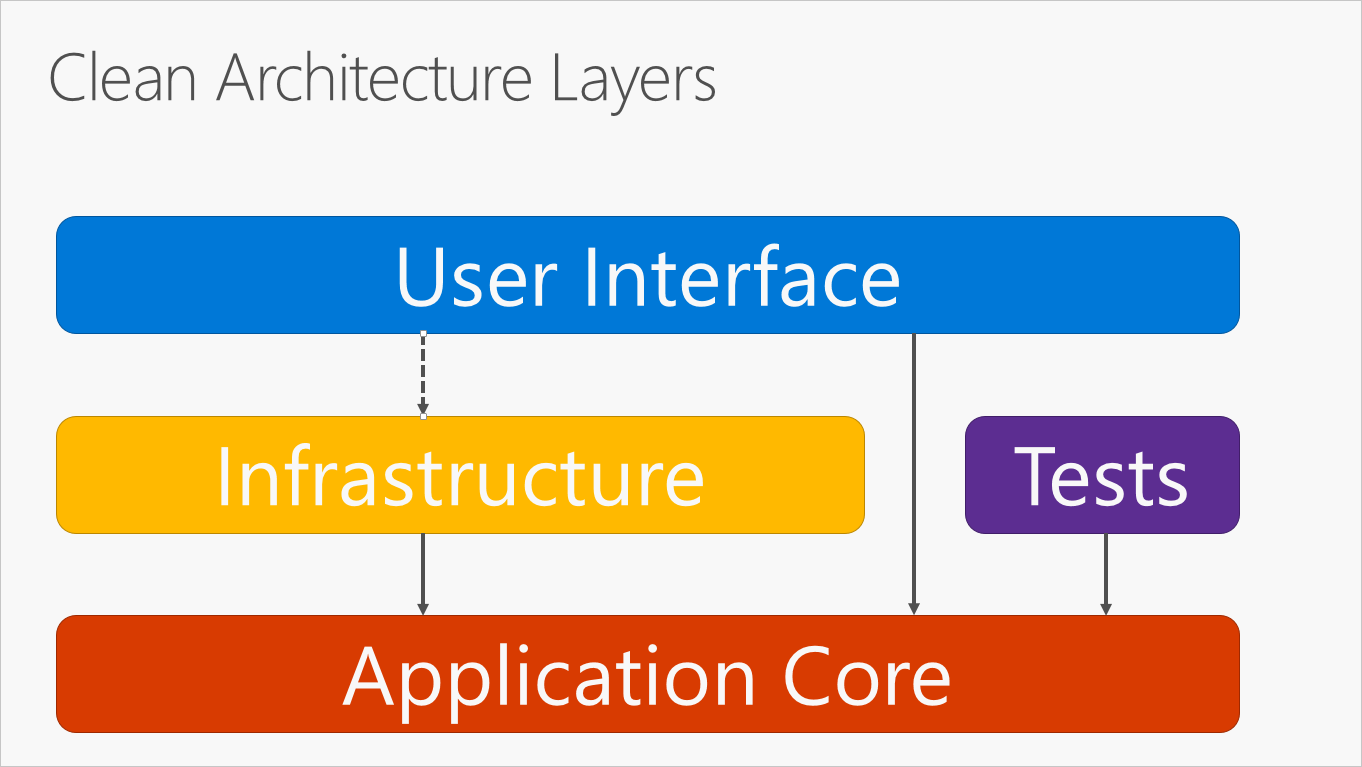 Clean Architecture Layers
User Interface
Infrastructure
Tests
Application Core